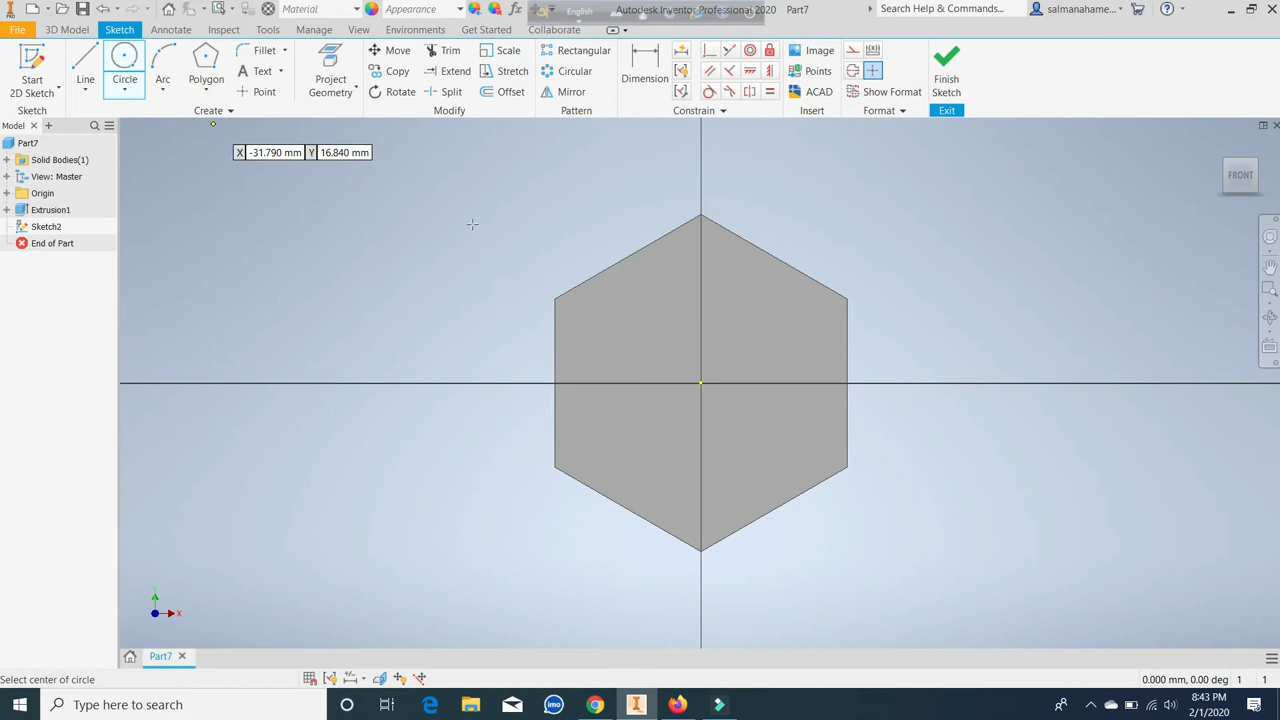 Material
Appearance
English
Autodesk Inventor Professional 2020 Part7
Search Help & Commands...
salmanahame...
File
3D Model
Sketch
Annotate
Inspect
Tools
Manage
View
Environments
Get Started
Collaborate
PRO
Start
2D Sketch
Line
Circle
Arc
Polygon
Fillet
Text
Point
Project
Geometry
Move
Copy
Rotate
Trim
Extend
Split
Scale
Stretch
Offset
Rectangular
Circular
Mirror
Dimension
Image
Points
ACAD
Show Format
Finish
Sketch
Sketch
Create
Modify
Pattern
Constrain
Insert
Format
Exit
Model
Part7
Solid Bodies(1)
View: Master
Origin
Extrusion1
Sketch2
End of Part
X -31.790 mm Y 16.840 mm
FRONT
X
Part7
Select center of circle
0.000 mm, 0.00 deg 1 1
Type here to search
imo
8:43 PM
2/1/2020